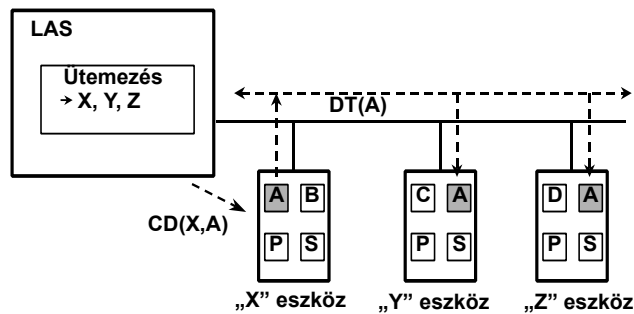 LAS
Ütemezés
X, Y, Z
DT(A)
CD(X,A)
A B
P S
„X” eszköz
C A
P S
„Y” eszköz
D A
P S
„Z” eszköz